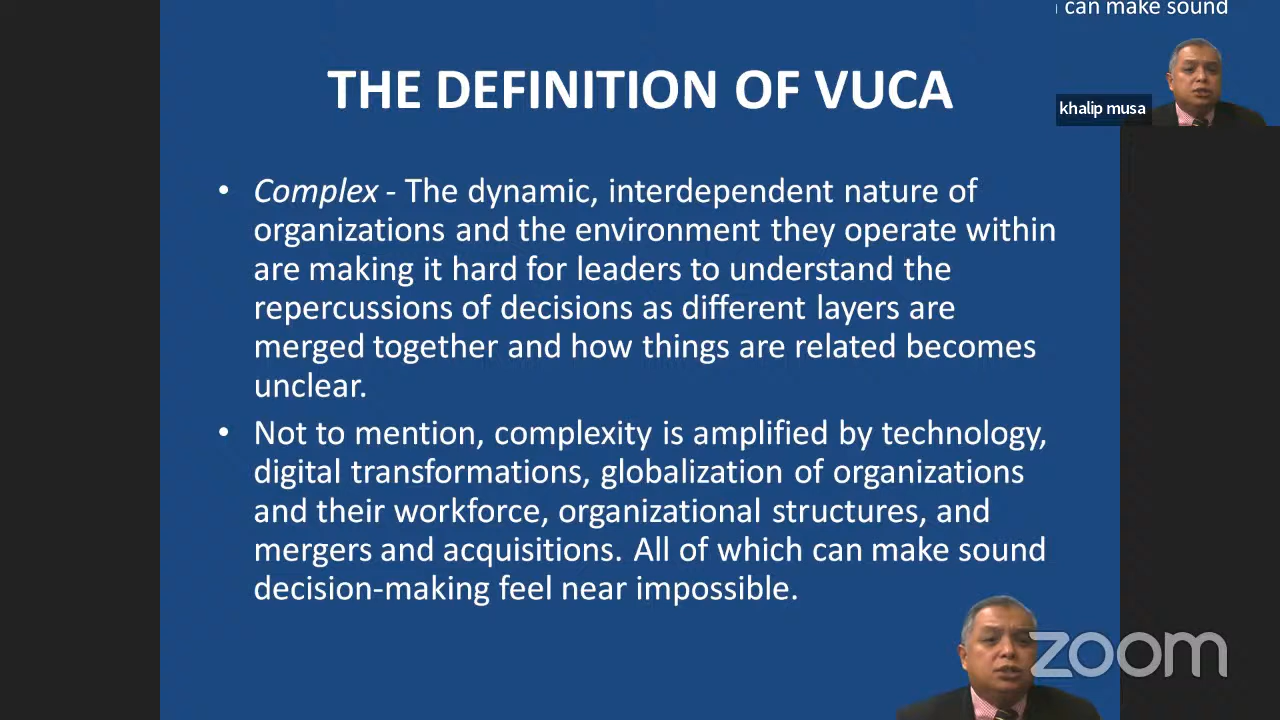 can make sound
THE DEFINITION OF VUCA
khalip musa
• Complex - The dynamic, interdependent nature of
organizations and the environment they operate within
are making it hard for leaders to understand the
repercussions of decisions as different layers are
merged together and how things are related becomes
unclear.
• Not to mention, complexity is amplified by technology,
digital transformations, globalization of organizations
and their workforce, organizational structures, and
mergers and acquisitions. All of which can make sound
decision-making feel near impossible.
zoom